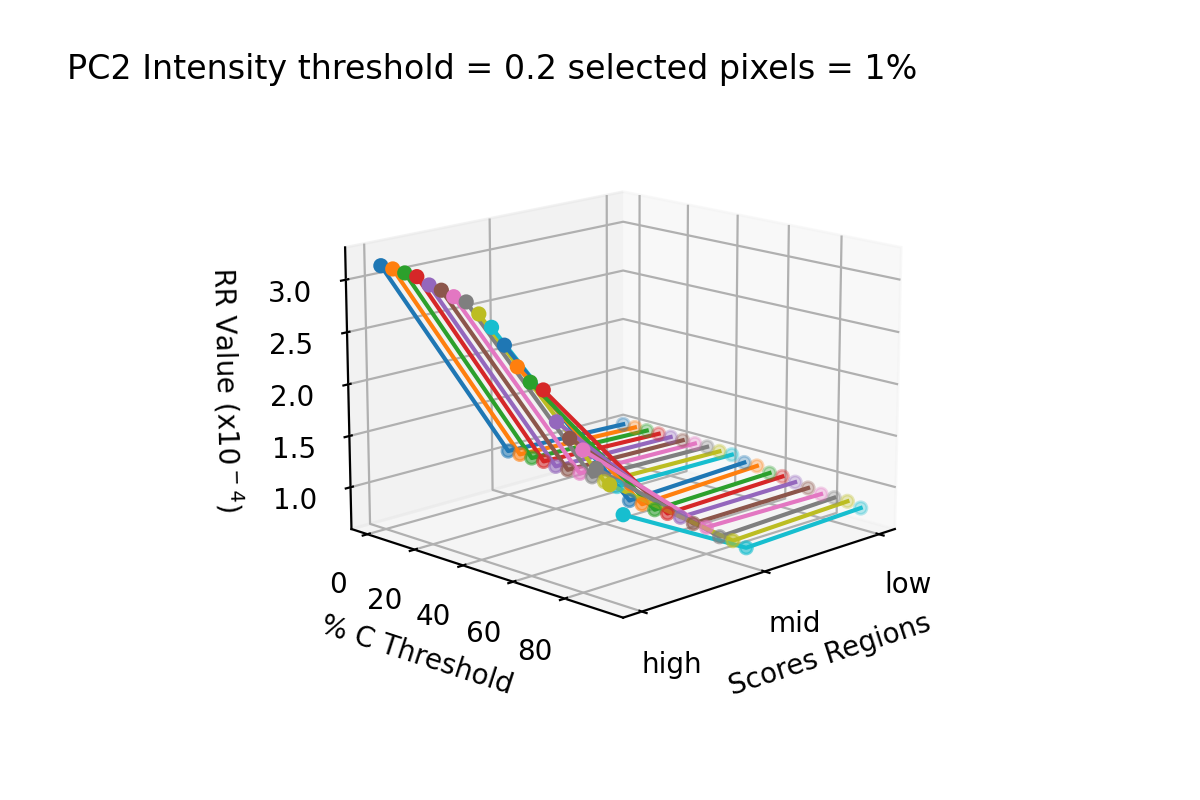 PC2 Intensity threshold = 0.2 selected pixels = 1%
RR Value (x10⁻⁴)
3.0
2.5
2.0
1.5
1.0
0
20
40
60
80
% C Threshold
high
mid
low
Scores Regions